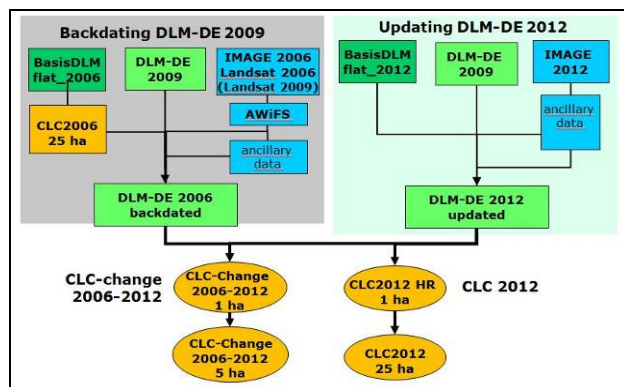 Backdating DLM-DE 2009
BasisDLM
flat_2006
DLM-DE
2009
IMAGE 2006
Landsat 2006
(Landsat 2009)
AWiFS
CLC2006
25 ha
ancillary
data
DLM-DE 2006
backdated
Updating DLM-DE 2012
BasisDLM
flat_2012
DLM-DE
2009
IMAGE
2012
ancillary
data
DLM-DE 2012
updated
CLC-change
2006-2012
CLC-Change
2006-2012
1 ha
CLC-Change
2006-2012
5 ha
CLC2012 HR
1 ha
CLC 2012
CLC2012
25 ha